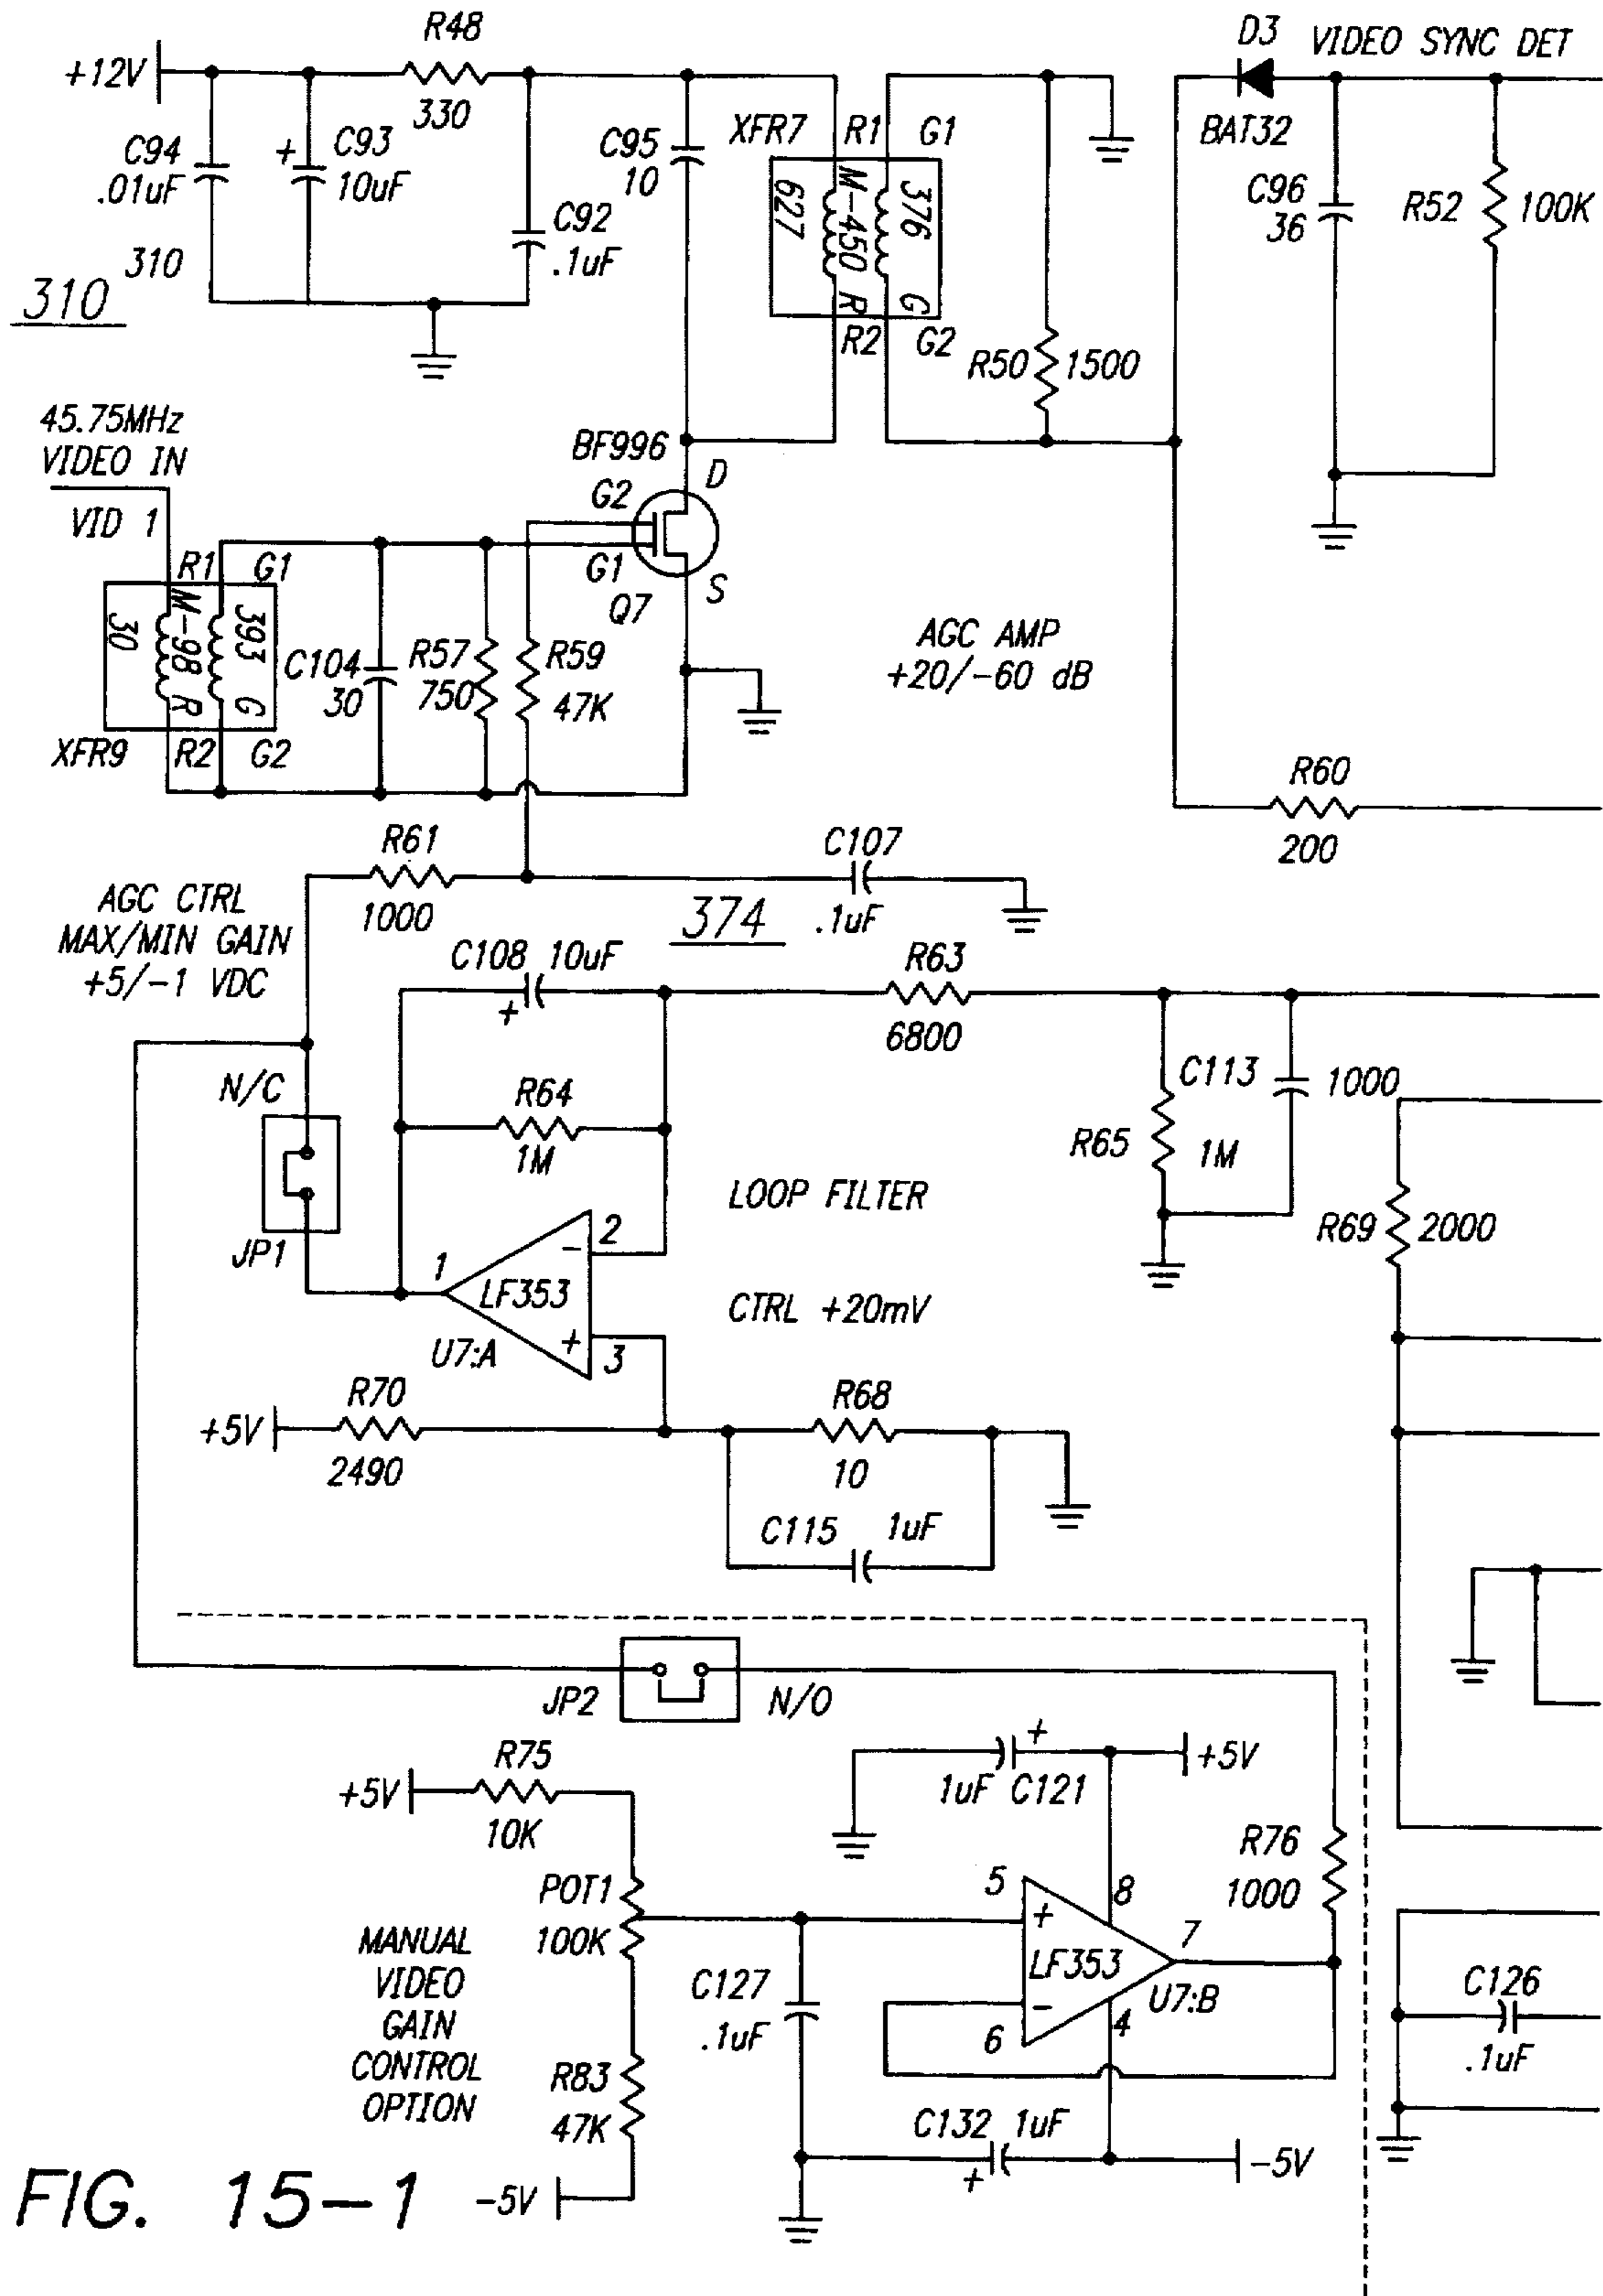 R48
D3 VIDEO SYNC DET
+12V
330
BAT32
C94
.01uF
+
C93
10uF
C95
10
XFR7
R1
G1
627
M-450
R
376
G
C96
36
R52
100K
C92
.1uF
310
310
R2
G2
R50
1500
45.75MHz
VIDEO IN
VID 1
BF996
D
G2
G1
S
Q7
R1
G1
30
M-98
R
393
G
C104
30
R57
750
R59
47K
AGC AMP
+20/-60 dB
XFR9
R2
G2
R60
200
R61
1000
C107
.1uF
374
AGC CTRL
MAX/MIN GAIN
+5/-1 VDC
C108 10uF
+
R63
6800
N/C
R64
1M
C113
1000
R65
1M
JP1
LOOP FILTER
R69
2000
1
-
2
LF353
+
3
U7:A
CTRL +20mV
R70
+5V
2490
R68
10
C115
1uF
JP2
N/O
+
+5V
1uF C121
R75
+5V
10K
R76
1000
POT1
100K
5
+
8
7
LF353
-
6
4
U7:B
MANUAL
VIDEO
GAIN
CONTROL
OPTION
C127
.1uF
C126
.1uF
R83
47K
C132 1uF
+
-5V
-5V
FIG. 15-1